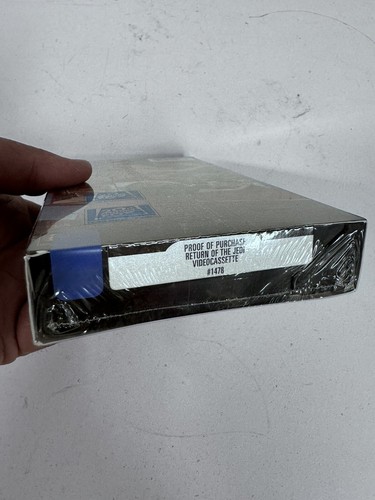 PROOF OF PURCHASE
RETURN OF THE JEDI
VIDEOCASSETTE
#1478